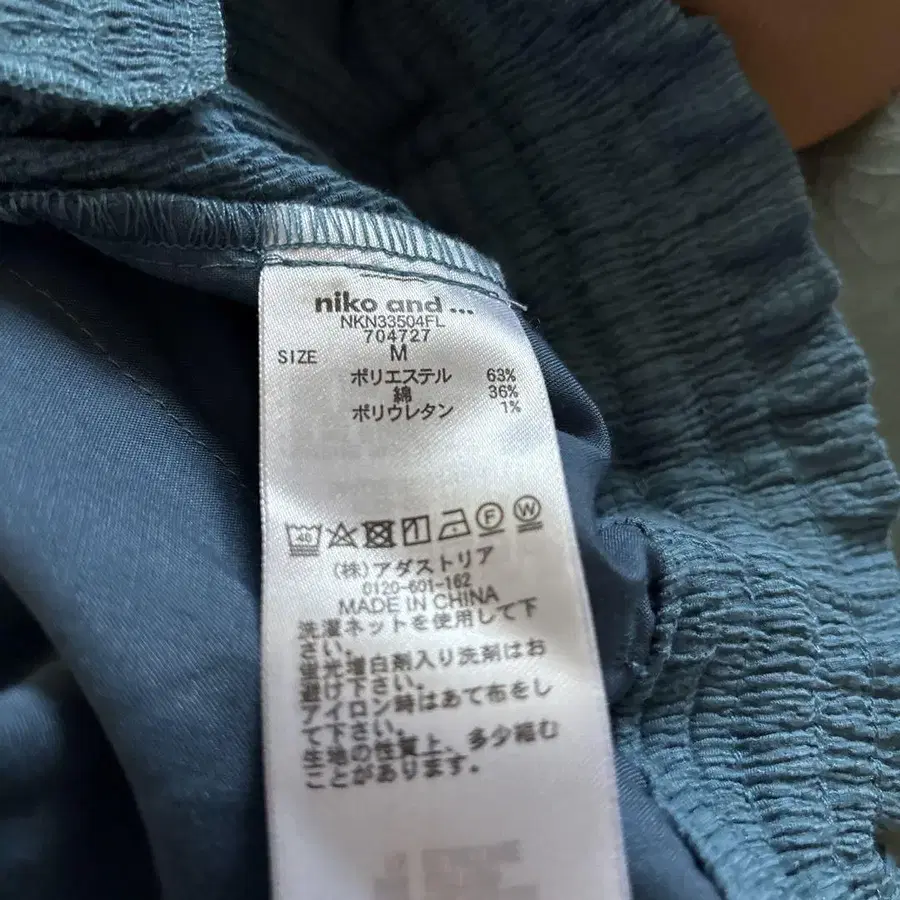 niko and ...
NKN33504FL
704727
SIZE M
ポリエステル 63%
綿 36%
ポリウレタン 1%
40 F W
(株)アダストリア
0120-601-162
MADE IN CHINA
洗濯ネットを使用して下
さい。
蛍光増白剤入り洗剤はお
避け下さい。
アイロン時はあて布をし
て下さい。
生地の性質上、多少縮む
ことがあります。